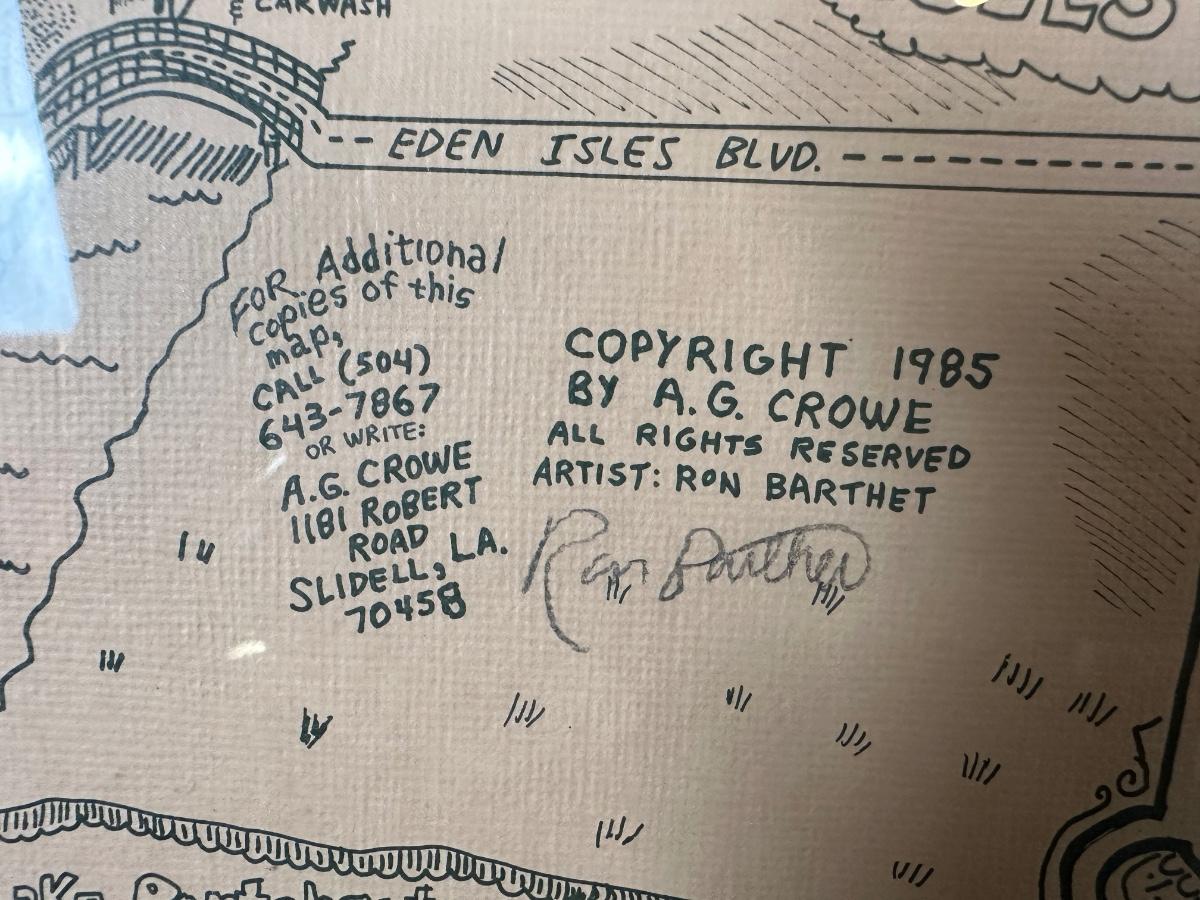 & CARWASH
EDEN ISLES BLVD.
FOR Additional
copies of this
map,
CALL (504)
643-7867
OR WRITE:
A.G. CROWE
1181 ROBERT
ROAD
SLIDELL, LA.
70458
COPYRIGHT 1985
BY A.G. CROWE
ALL RIGHTS RESERVED
ARTIST: RON BARTHET
Ron Barthet